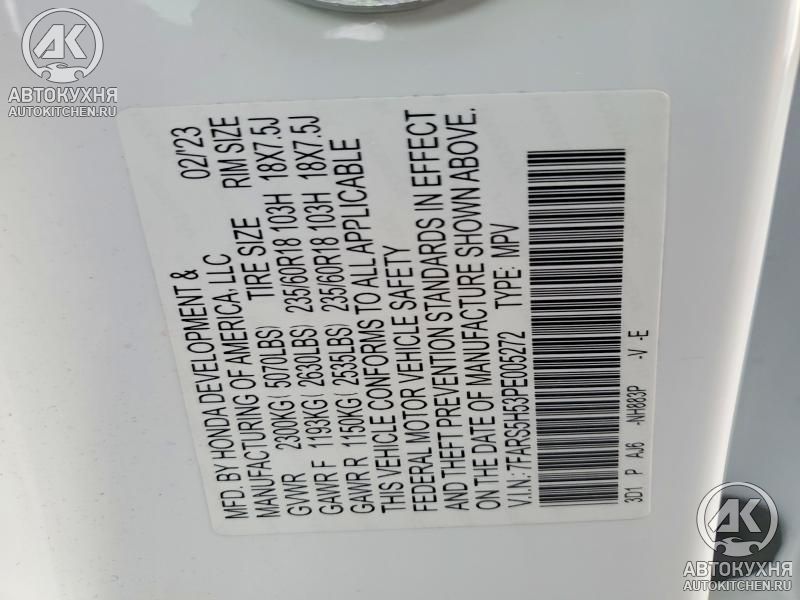 AK
АВТОКУХНЯ
AUTOKITCHEN.RU
MFD. BY HONDA DEVELOPMENT & 02/'23
MANUFACTURING OF AMERICA, LLC
TIRE SIZE RIM SIZE
GVWR 2300KG ( 5070LBS)
GAWR F 1193KG ( 2630LBS) 235/60R18 103H 18X7.5J
GAWR R 1150KG ( 2535LBS) 235/60R18 103H 18X7.5J
THIS VEHICLE CONFORMS TO ALL APPLICABLE
FEDERAL MOTOR VEHICLE SAFETY
AND THEFT PREVENTION STANDARDS IN EFFECT
ON THE DATE OF MANUFACTURE SHOWN ABOVE.
V.I.N: 7FARS5H53PE005272 TYPE: MPV
3D1 P AJ6 -NH883P -V -E
AK
АВТОКУХНЯ
AUTOKITCHEN.RU